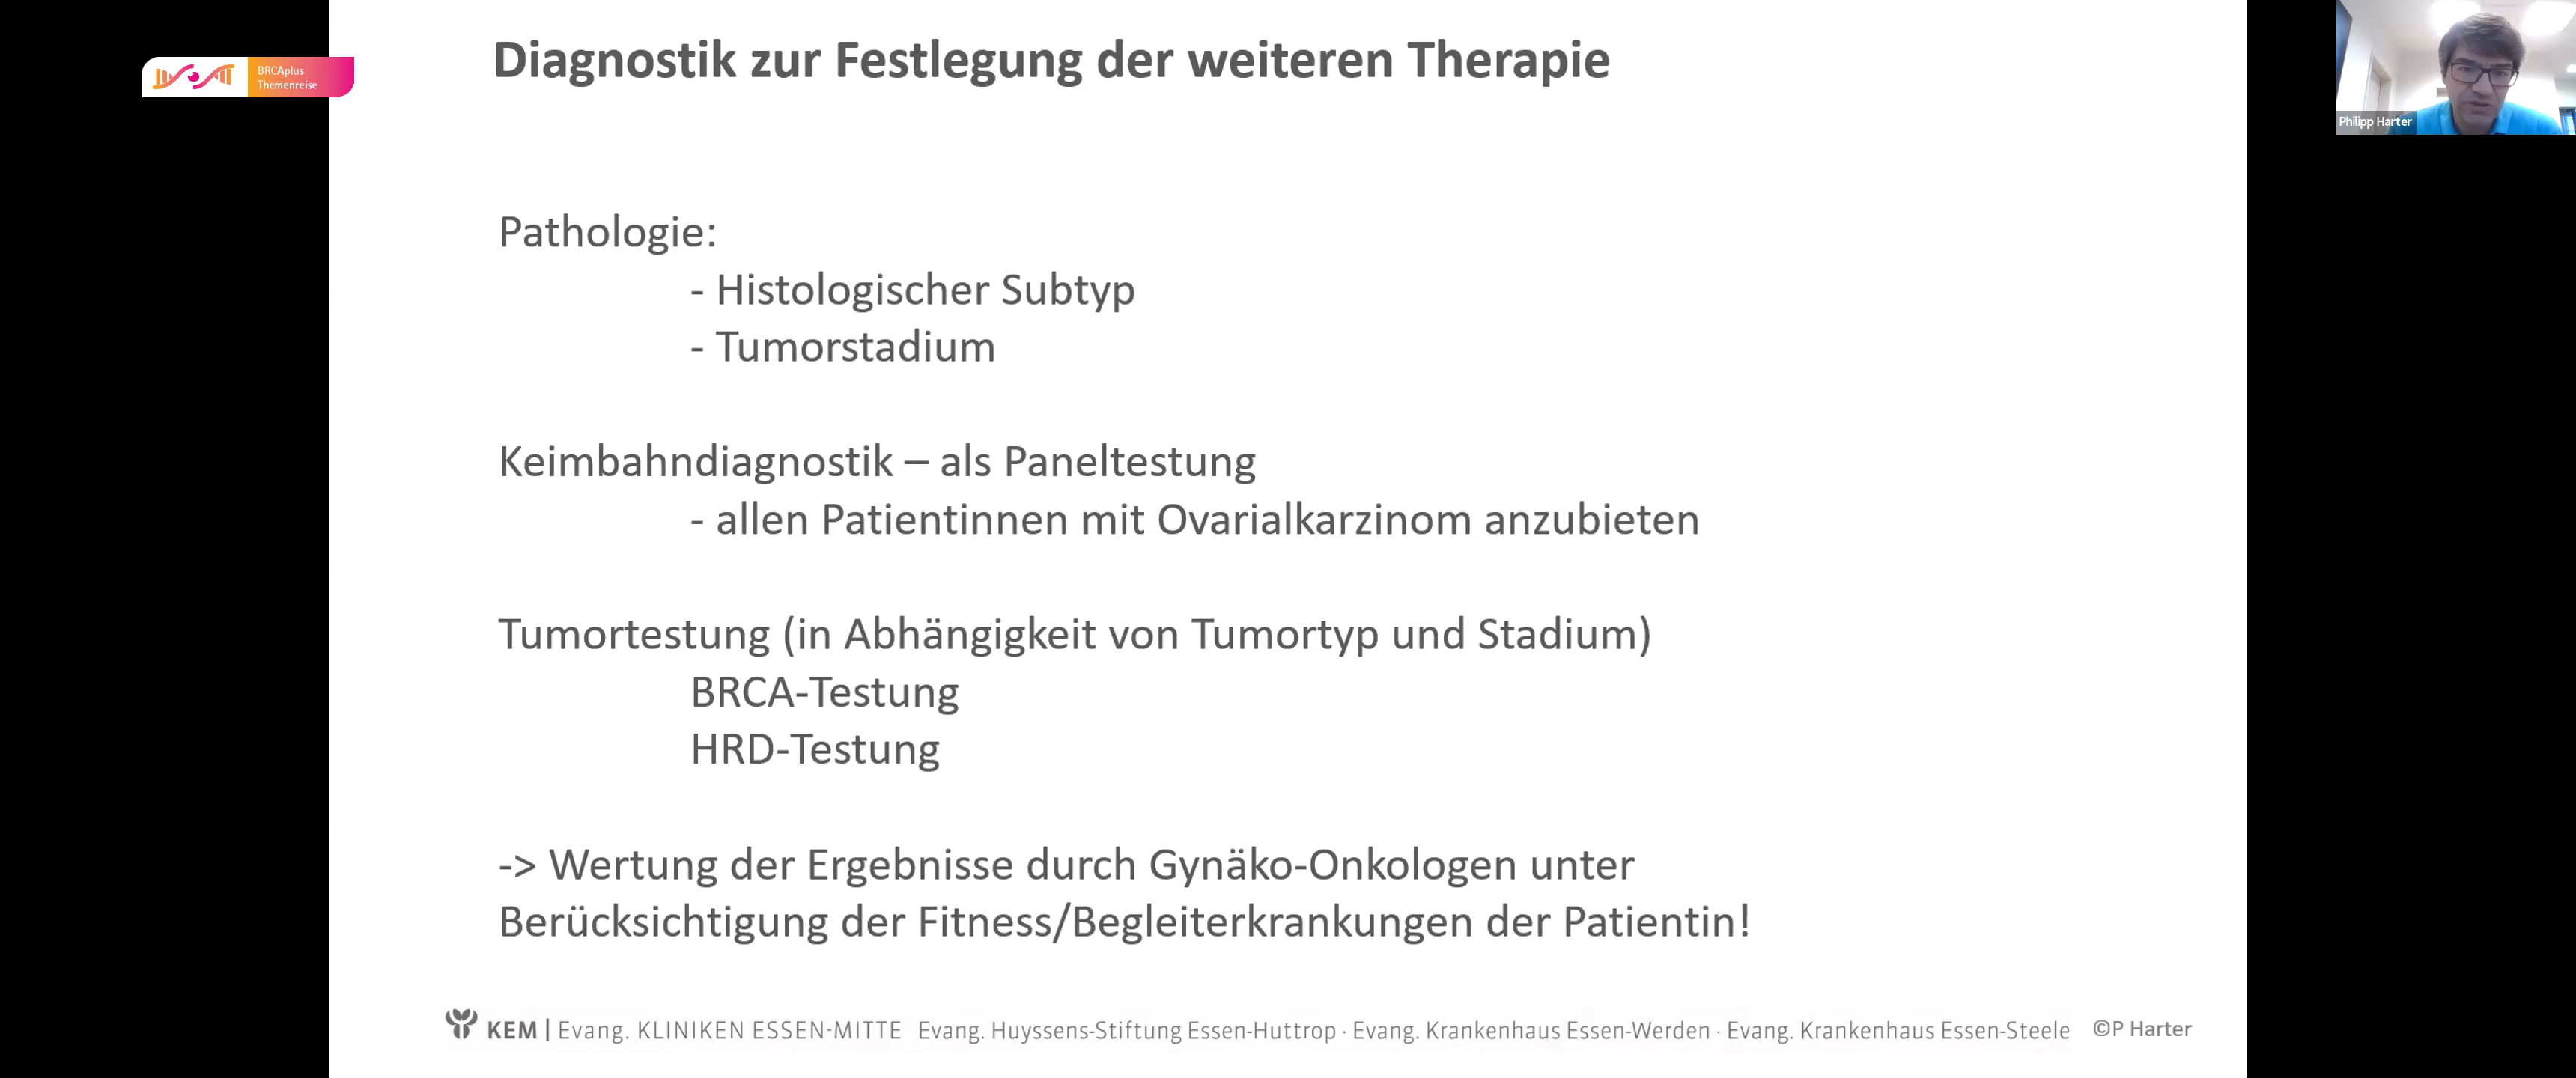 Diagnostik zur Festlegung der weiteren Therapie
BRCAplus
Themenreise
Philipp Harter
Pathologie:
- Histologischer Subtyp
- Tumorstadium
Keimbahndiagnostik – als Paneltestung
- allen Patientinnen mit Ovarialkarzinom anzubieten
Tumortestung (in Abhängigkeit von Tumortyp und Stadium)
BRCA-Testung
HRD-Testung
-> Wertung der Ergebnisse durch Gynäko-Onkologen unter
Berücksichtigung der Fitness/Begleiterkrankungen der Patientin!
KEM | Evang. KLINIKEN ESSEN-MITTE Evang. Huyssens-Stiftung Essen-Huttrop · Evang. Krankenhaus Essen-Werden · Evang. Krankenhaus Essen-Steele ©P Harter